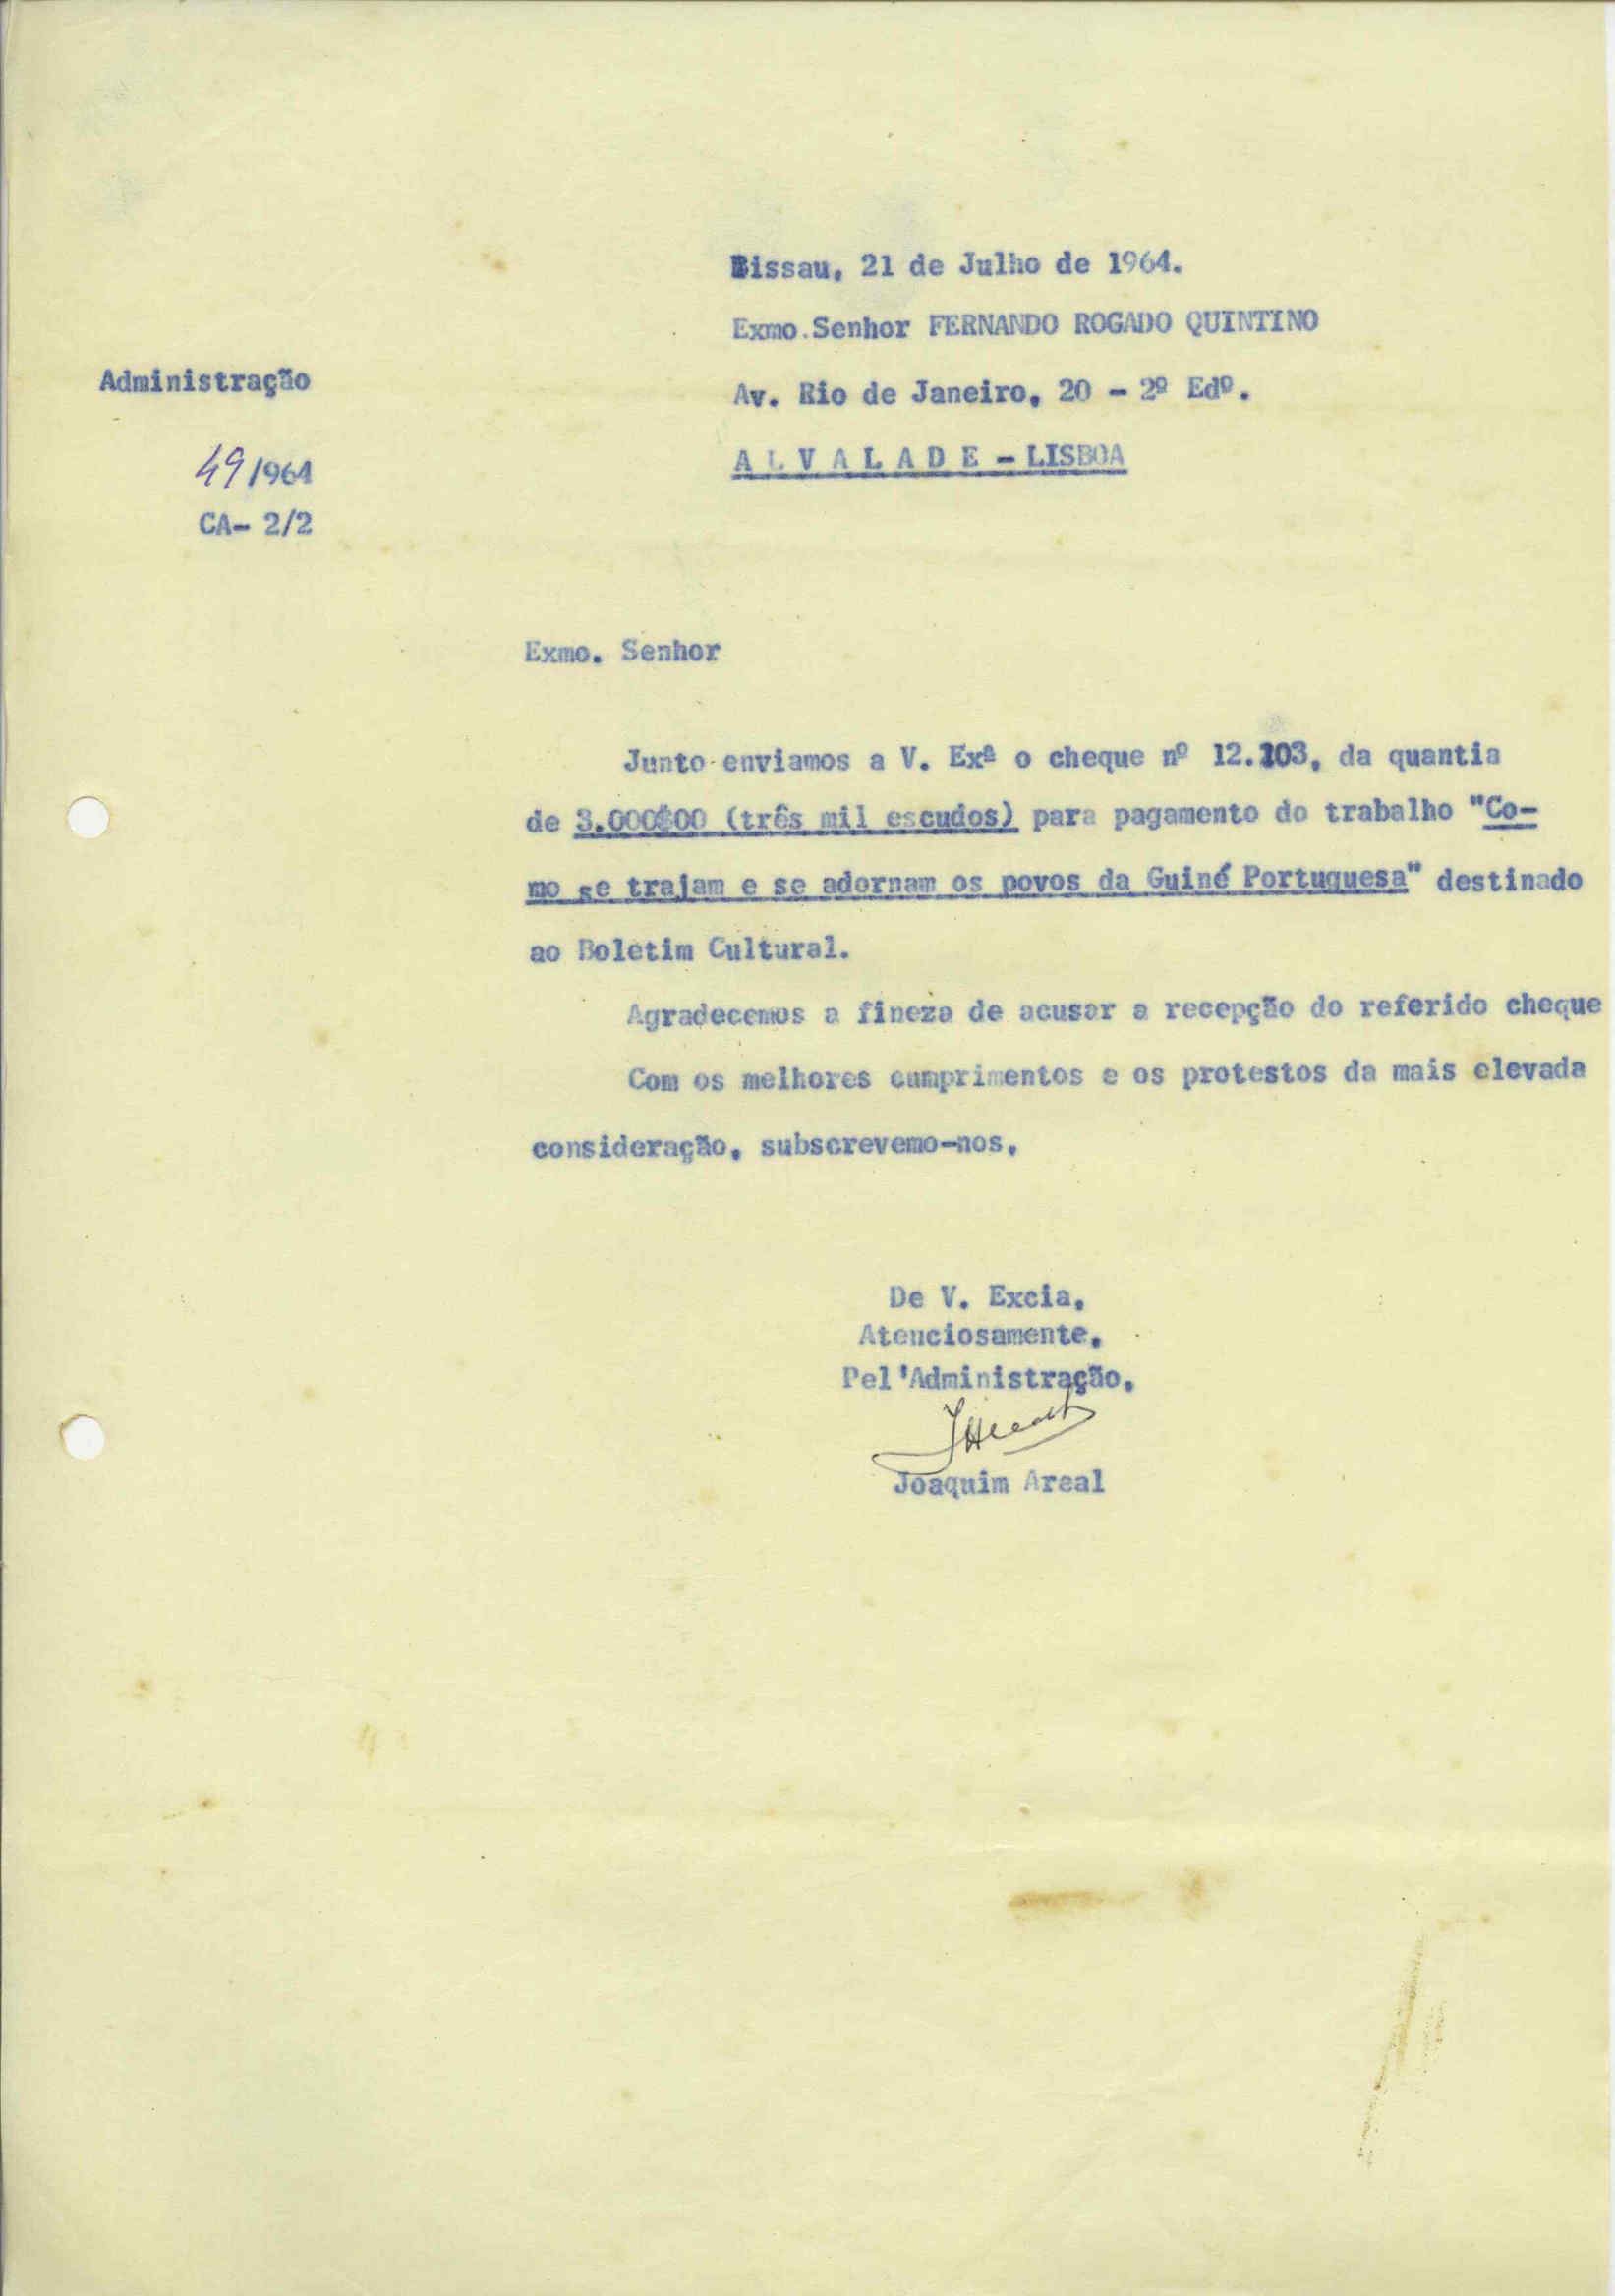 Bissau, 21 de Julho de 1964.
Exmo.Senhor FERNANDO ROGADO QUINTINO
Administração
Av. Rio de Janeiro, 20 - 2º Edº.
49/964
A L V A L A D E - LISBOA
CA- 2/2
Exmo. Senhor
Junto enviamos a V. Exª o cheque nº 12.103, da quantia
de 3.000$00 (três mil escudos) para pagamento do trabalho "Co-
mo se trajam e se adornam os povos da Guiné Portuguesa" destinado
ao Boletim Cultural.
Agradecemos a fineza de acusar a recepção do referido cheque
Com os melhores cumprimentos e os protestos da mais elevada
consideração, subscrevemo-nos,
De V. Excia,
Atenciosamente,
Pel'Administração,
Joaquim Areal